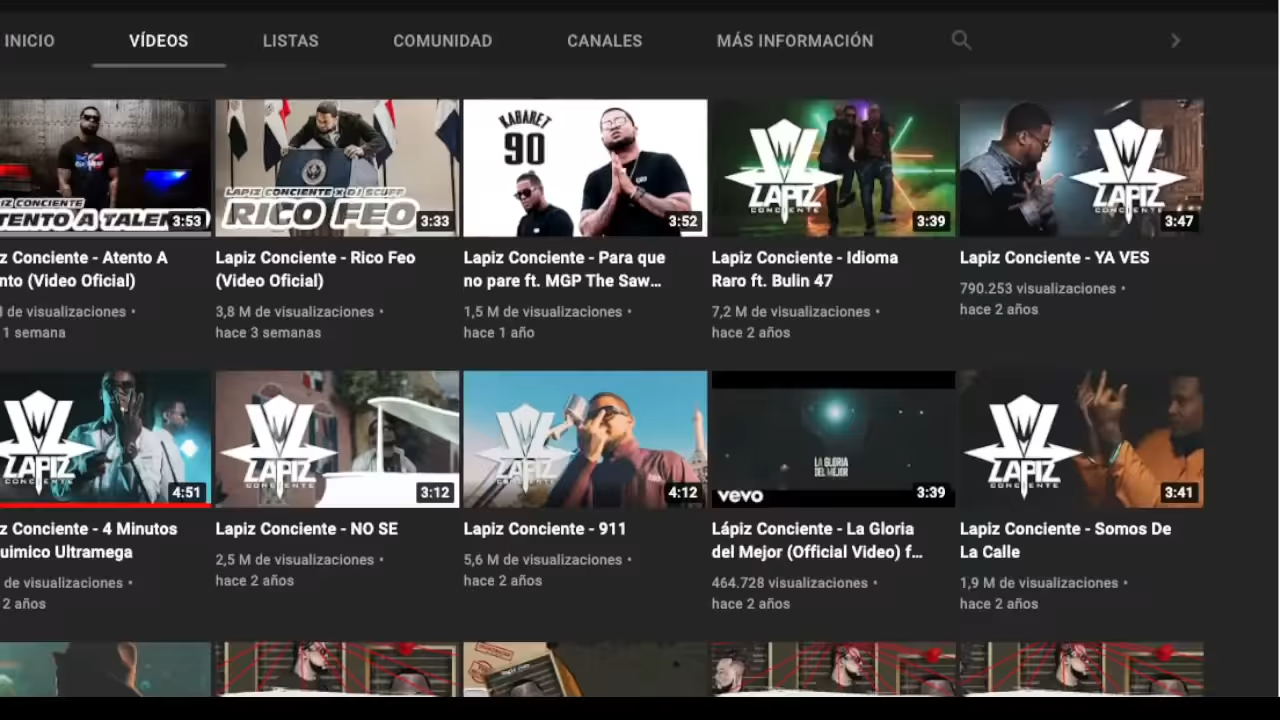 INICIO VÍDEOS LISTAS COMUNIDAD CANALES MÁS INFORMACIÓN
IZ CONCIENTE
TENTO A TALEN
3:53
LAPIZ CONCIENTE x DJ SCUFF
RICO FEO
3:33
KABARET
90
3:52
LAPIZ
CONCIENTE
3:39
LAPIZ
CONCIENTE
3:47
z Conciente - Atento A
nto (Video Oficial)
de visualizaciones •
1 semana
Lapiz Conciente - Rico Feo
(Video Oficial)
3,8 M de visualizaciones •
hace 3 semanas
Lapiz Conciente - Para que
no pare ft. MGP The Saw...
1,5 M de visualizaciones •
hace 1 año
Lapiz Conciente - Idioma
Raro ft. Bulin 47
7,2 M de visualizaciones •
hace 2 años
Lapiz Conciente - YA VES
790.253 visualizaciones •
hace 2 años
LAPIZ
CONCIENTE
4:51
LAPIZ
CONCIENTE
3:12
LAPIZ
CONCIENTE
4:12
LA GLORIA
DEL MEJOR
vevo
3:39
LAPIZ
CONCIENTE
3:41
z Conciente - 4 Minutos
uimico Ultramega
de visualizaciones •
2 años
Lapiz Conciente - NO SE
2,5 M de visualizaciones •
hace 2 años
Lapiz Conciente - 911
5,6 M de visualizaciones •
hace 2 años
Lápiz Conciente - La Gloria
del Mejor (Official Video) f...
464.728 visualizaciones •
hace 2 años
Lapiz Conciente - Somos De
La Calle
1,9 M de visualizaciones •
hace 2 años